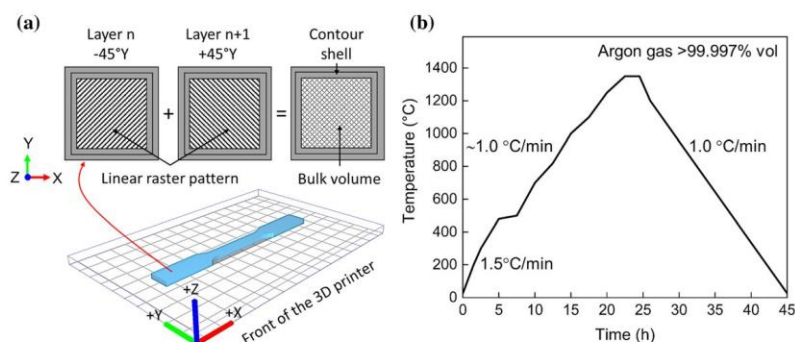 (a)
Layer n
-45°Y
Layer n+1
+45°Y
Contour
shell
+
=
Y
Z
X
Linear raster pattern
Bulk volume
+Z
+Y
+X
Front of the 3D printer
(b)
Argon gas >99.997% vol
~1.0 °C/min
1.0 °C/min
1.5°C/min
Temperature (°C)
1400
1200
1000
800
600
400
200
0
0 5 10 15 20 25 30 35 40 45
Time (h)